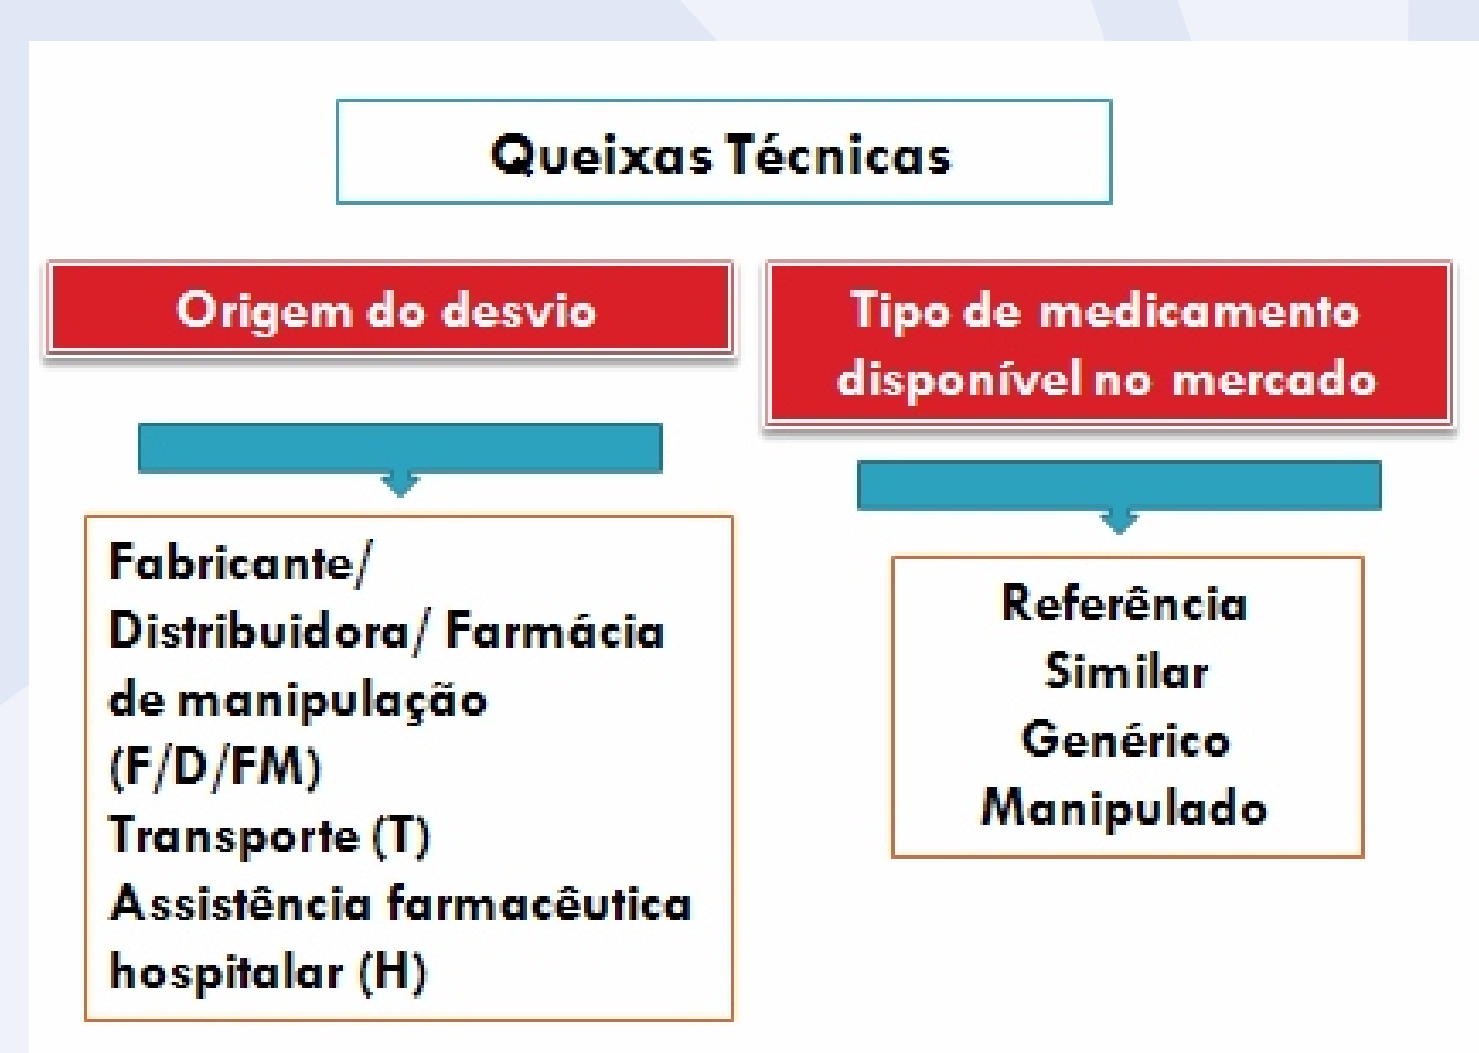 Queixas Técnicas
Origem do desvio
Fabricante/
Distribuidora/ Farmácia
de manipulação
(F/D/FM)
Transporte (T)
Assistência farmacêutica
hospitalar (H)
Tipo de medicamento
disponível no mercado
Referência
Similar
Genérico
Manipulado